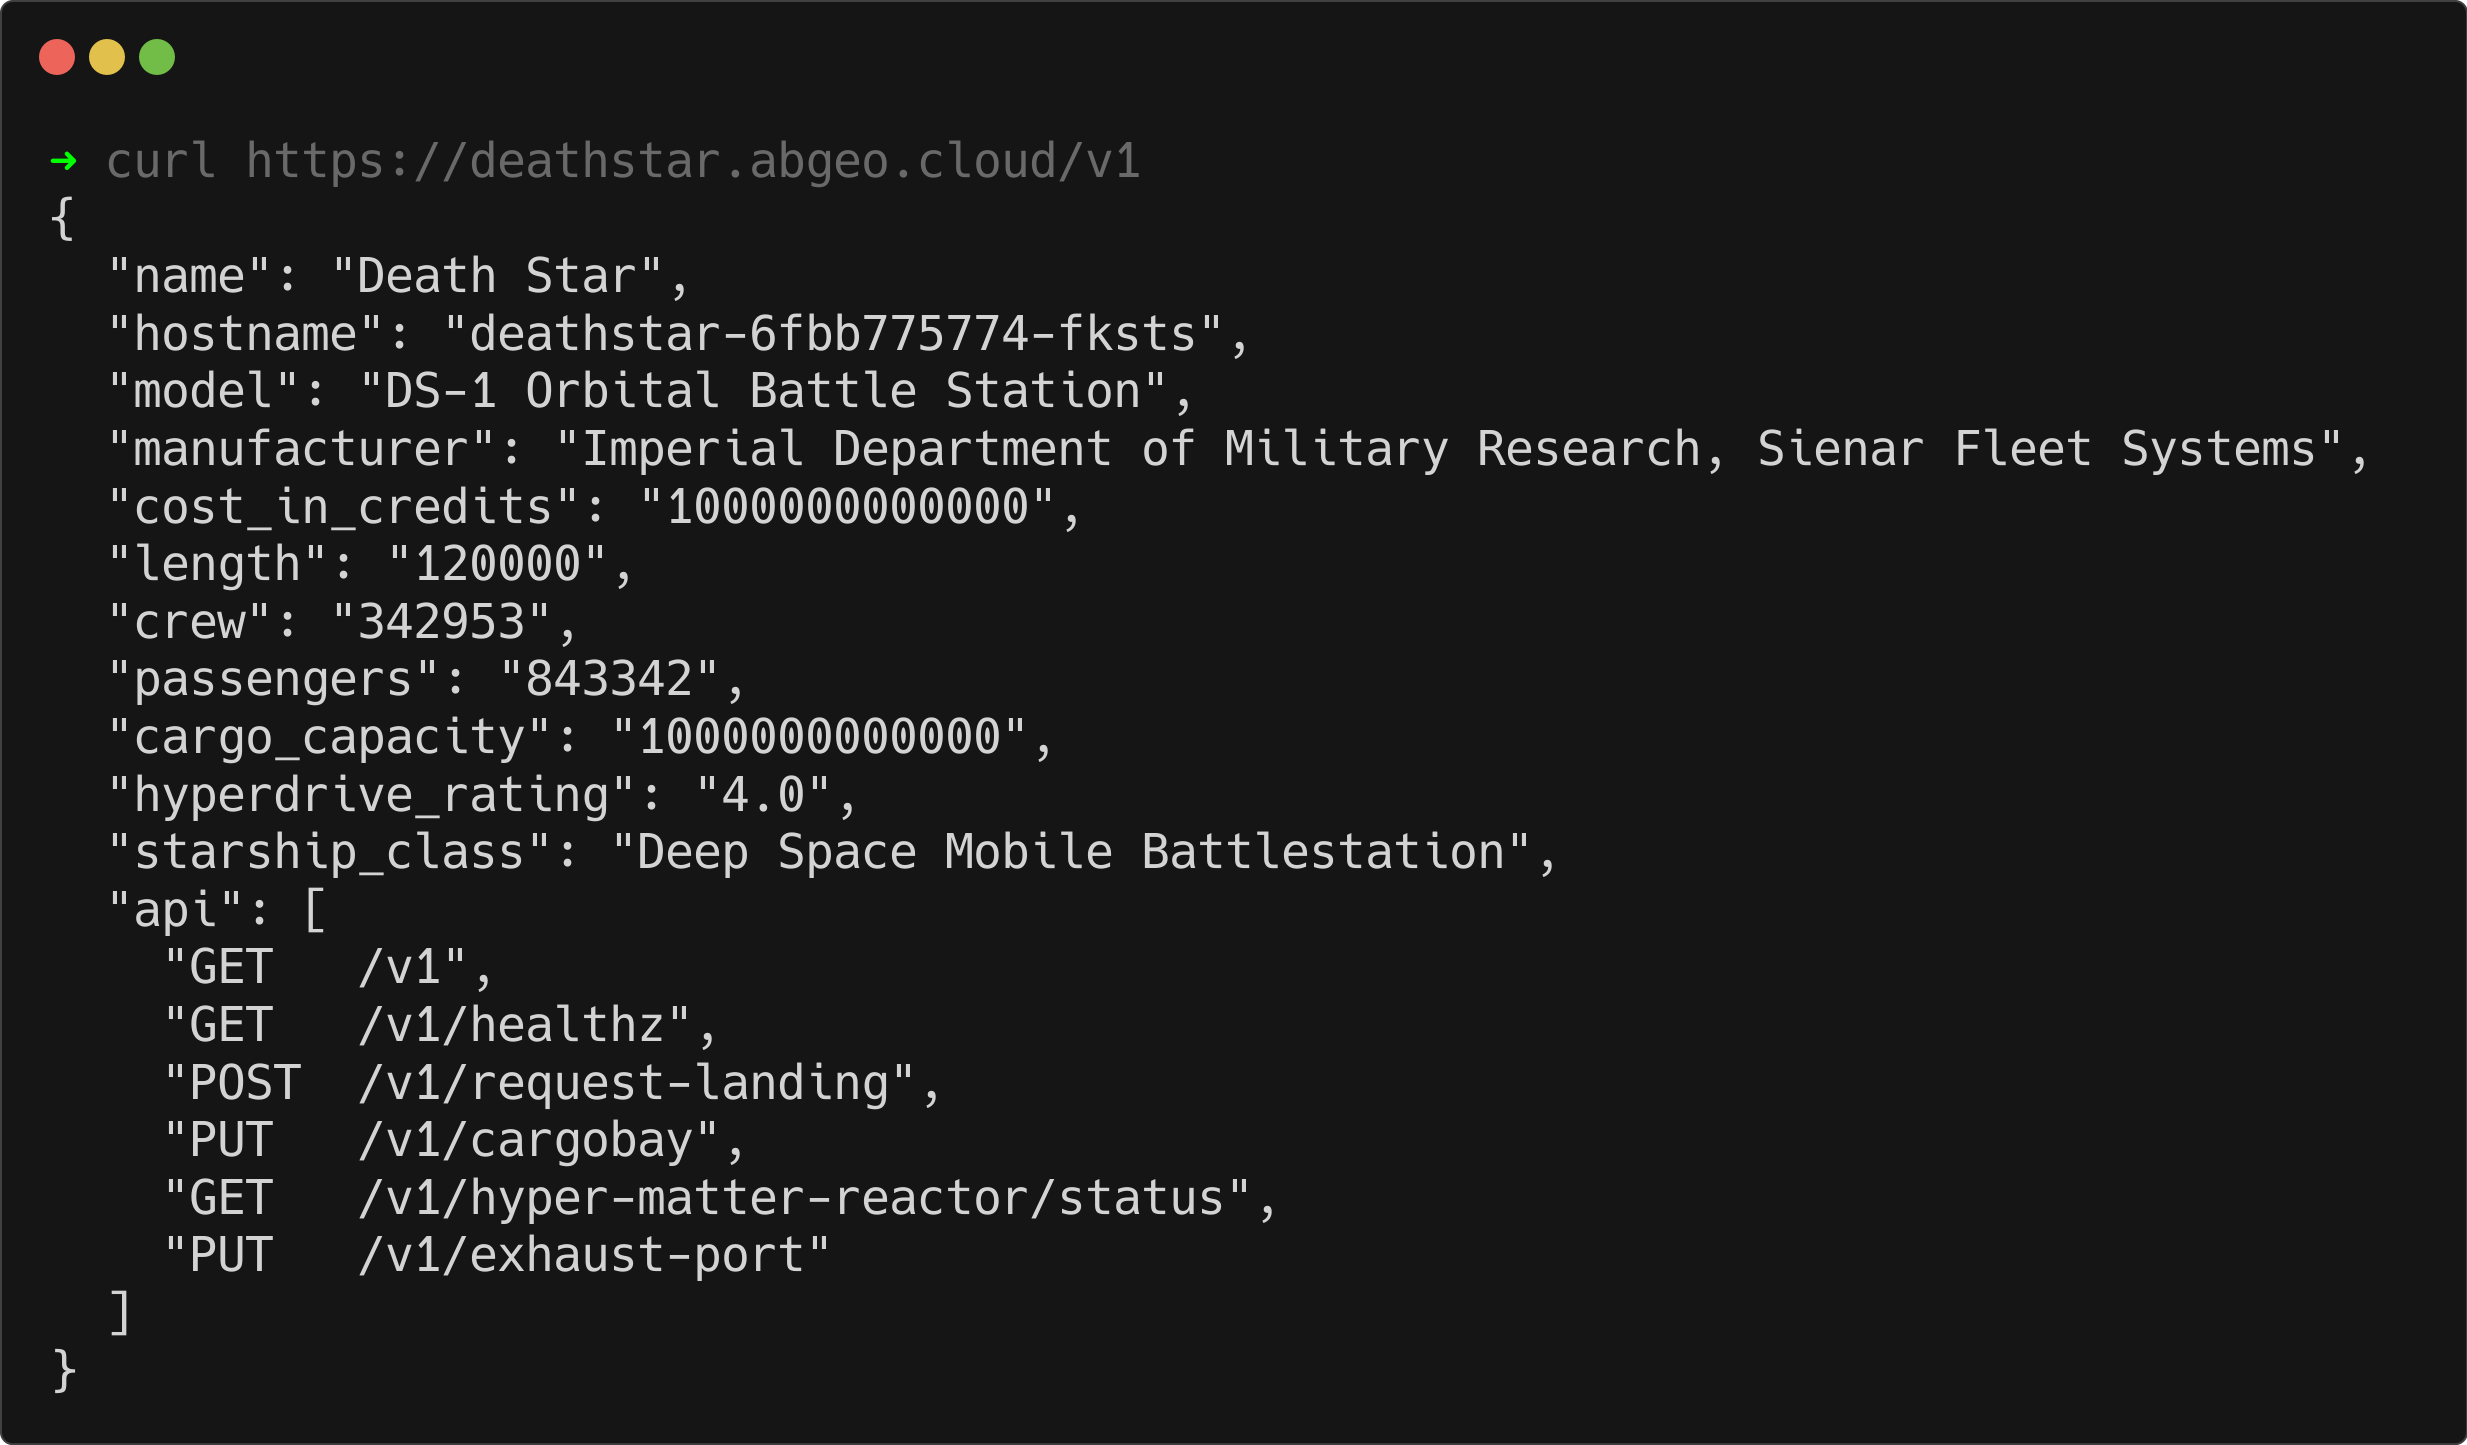 ➜ curl https://deathstar.abgeo.cloud/v1
{
  "name": "Death Star",
  "hostname": "deathstar-6fbb775774-fksts",
  "model": "DS-1 Orbital Battle Station",
  "manufacturer": "Imperial Department of Military Research, Sienar Fleet Systems",
  "cost_in_credits": "1000000000000",
  "length": "120000",
  "crew": "342953",
  "passengers": "843342",
  "cargo_capacity": "1000000000000",
  "hyperdrive_rating": "4.0",
  "starship_class": "Deep Space Mobile Battlestation",
  "api": [
    "GET   /v1",
    "GET   /v1/healthz",
    "POST  /v1/request-landing",
    "PUT   /v1/cargobay",
    "GET   /v1/hyper-matter-reactor/status",
    "PUT   /v1/exhaust-port"
  ]
}